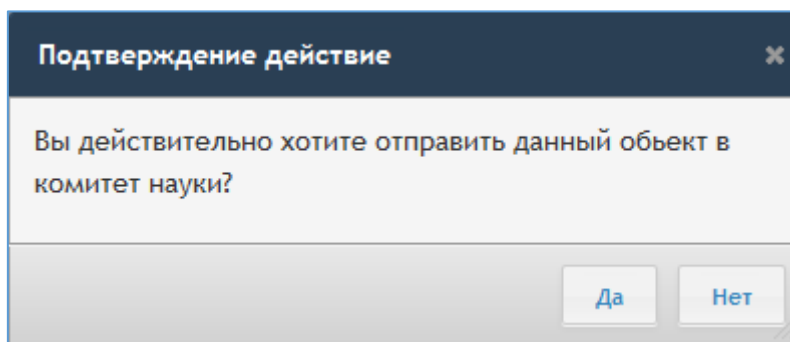 Подтверждение действие
Вы действительно хотите отправить данный обьект в
комитет науки?
Да Нет